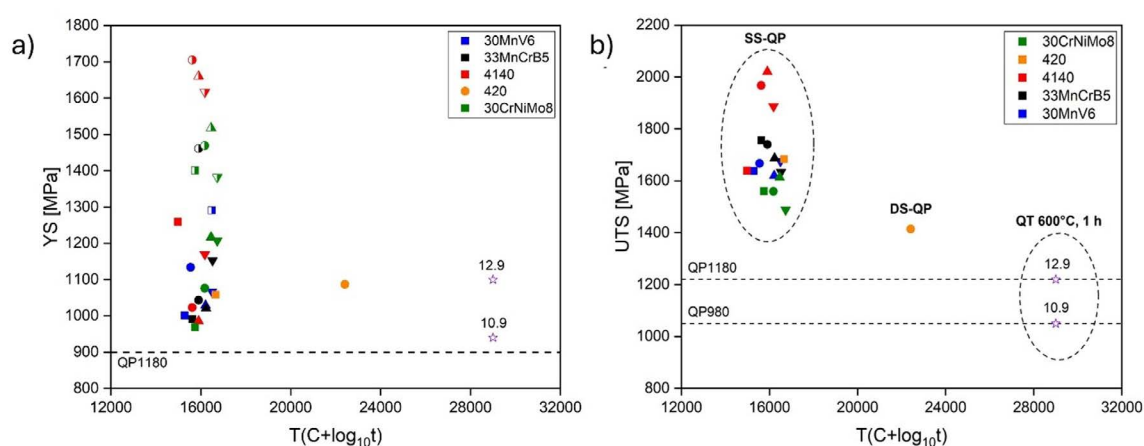 a)
YS [MPa]
1800
1700
1600
1500
1400
1300
1200
1100
1000
900
800
30MnV6
33MnCrB5
4140
420
30CrNiMo8
12.9
10.9
QP1180
12000
16000
20000
24000
28000
32000
T(C+log₁₀t)
b)
UTS [MPa]
2200
2000
1800
1600
1400
1200
1000
800
SS-QP
30CrNiMo8
420
4140
33MnCrB5
30MnV6
DS-QP
QT 600°C, 1 h
QP1180
12.9
QP980
10.9
12000
16000
20000
24000
28000
32000
T(C+log₁₀t)